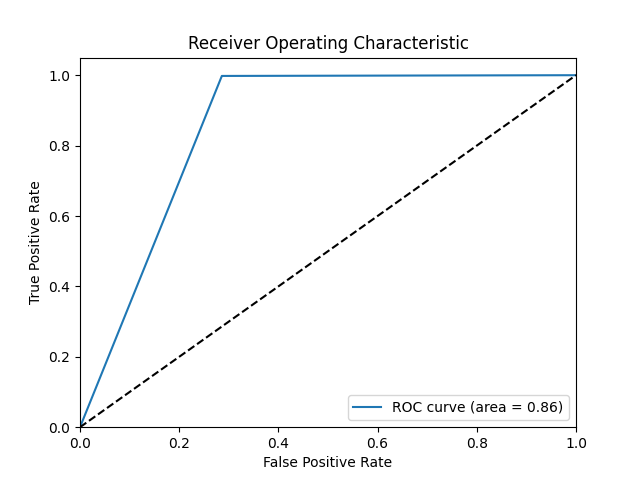 Receiver Operating Characteristic
True Positive Rate
1.0
0.8
0.6
0.4
0.2
0.0
ROC curve (area = 0.86)
0.0 0.2 0.4 0.6 0.8 1.0
False Positive Rate